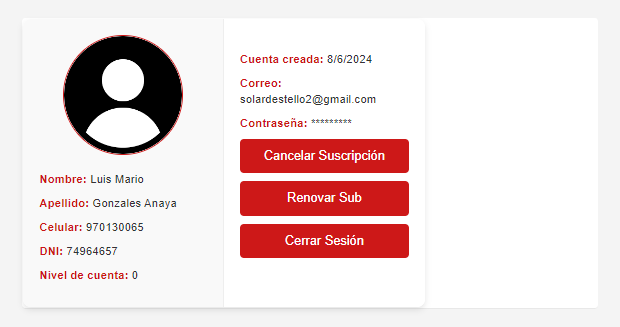 Nombre: Luis Mario
Apellido: Gonzales Anaya
Celular: 970130065
DNI: 74964657
Nivel de cuenta: 0
Cuenta creada: 8/6/2024
Correo:
solardestello2@gmail.com
Contraseña: *********
Cancelar Suscripción
Renovar Sub
Cerrar Sesión